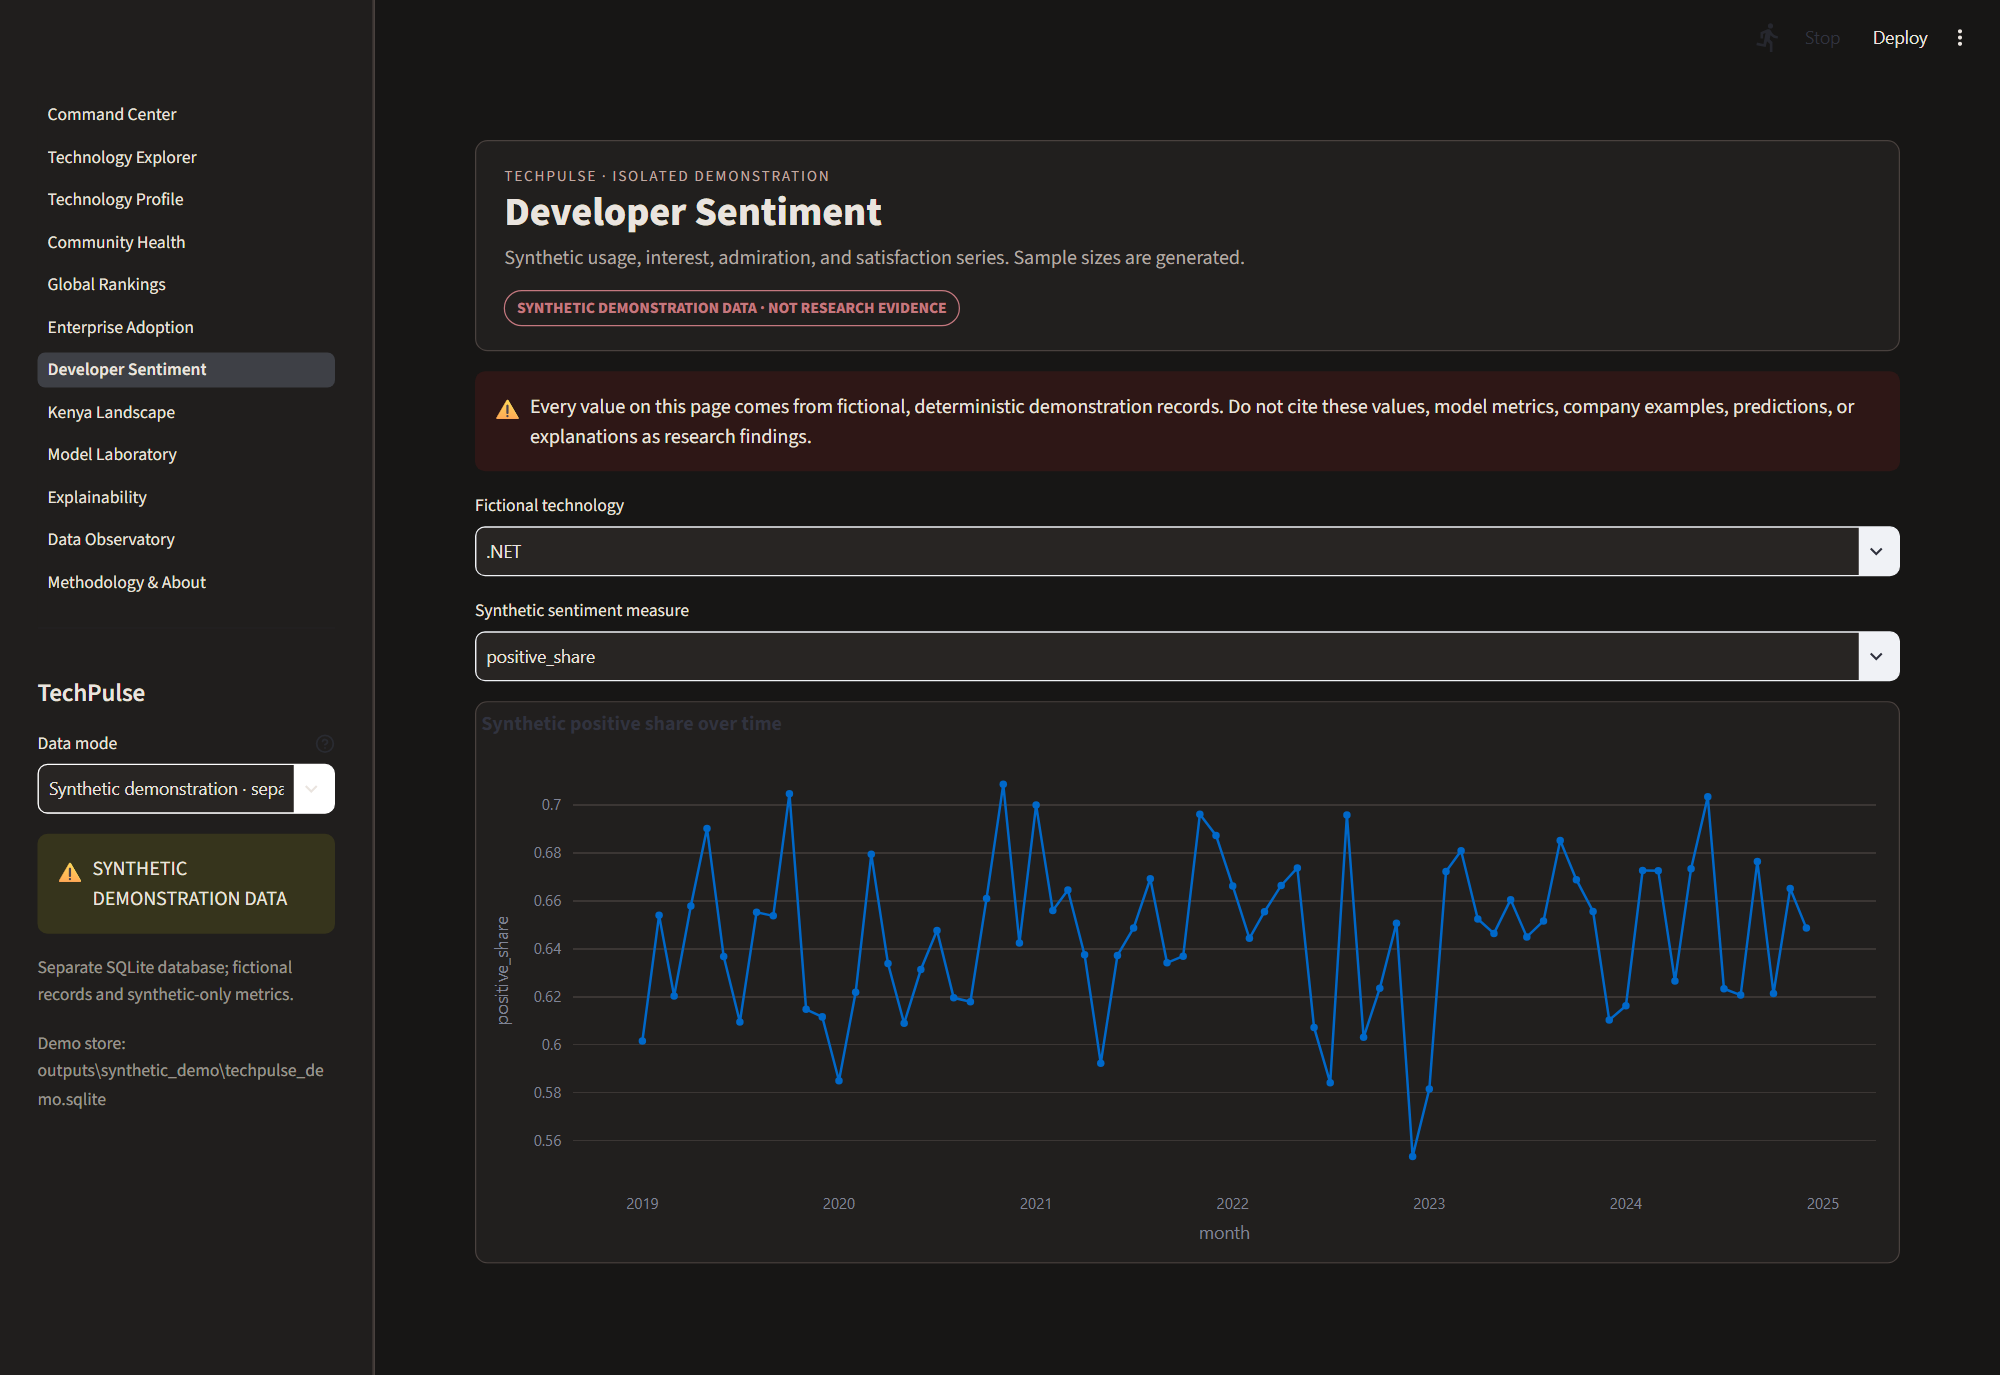 Stop
Deploy
Command Center
Technology Explorer
Technology Profile
Community Health
Global Rankings
Enterprise Adoption
Developer Sentiment
Kenya Landscape
Model Laboratory
Explainability
Data Observatory
Methodology & About
TechPulse
Data mode
Synthetic demonstration · sepa
SYNTHETIC
DEMONSTRATION DATA
Separate SQLite database; fictional
records and synthetic-only metrics.
Demo store:
outputs\synthetic_demo\techpulse_de
mo.sqlite
TECHPULSE · ISOLATED DEMONSTRATION
Developer Sentiment
Synthetic usage, interest, admiration, and satisfaction series. Sample sizes are generated.
SYNTHETIC DEMONSTRATION DATA · NOT RESEARCH EVIDENCE
Every value on this page comes from fictional, deterministic demonstration records. Do not cite these values, model metrics, company examples, predictions, or
explanations as research findings.
Fictional technology
.NET
Synthetic sentiment measure
positive_share
Synthetic positive share over time
positive_share
0.7
0.68
0.66
0.64
0.62
0.6
0.58
0.56
2019 2020 2021 2022 2023 2024 2025
month